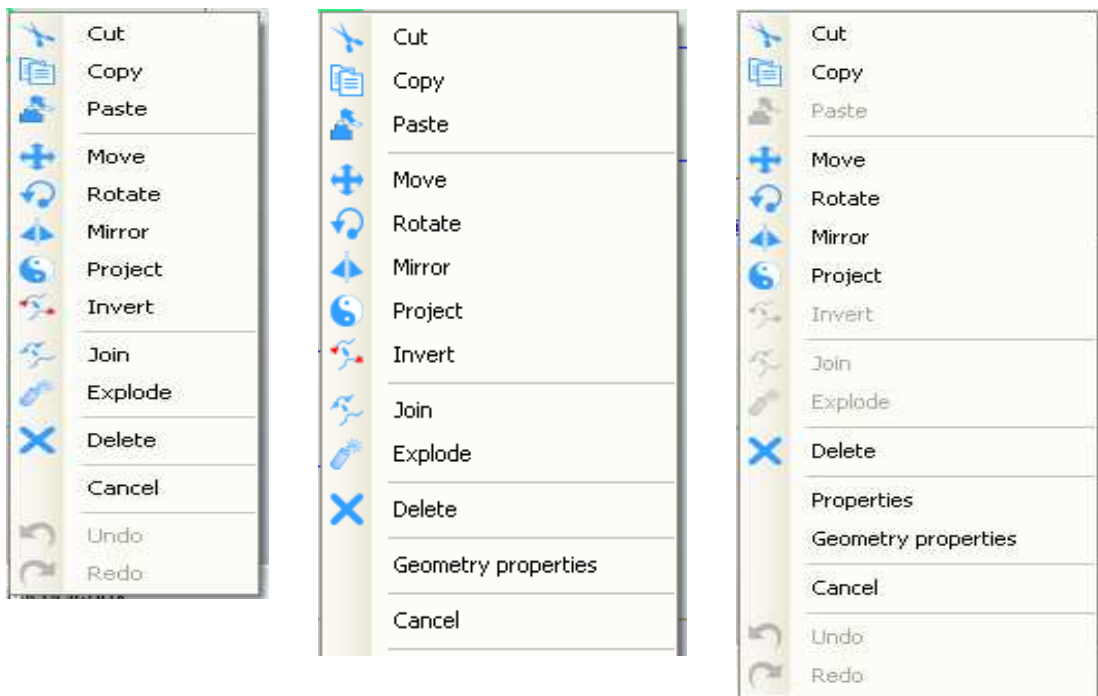 Cut
Copy
Paste
Move
Rotate
Mirror
Project
Invert
Join
Explode
Delete
Cancel
Undo
Redo
Cut
Copy
Paste
Move
Rotate
Mirror
Project
Invert
Join
Explode
Delete
Geometry properties
Cancel
Cut
Copy
Paste
Move
Rotate
Mirror
Project
Invert
Join
Explode
Delete
Properties
Geometry properties
Cancel
Undo
Redo